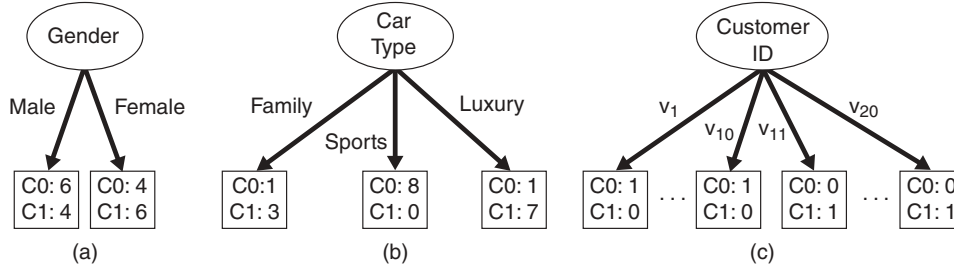 Gender
Male
Female
C0: 6
C1: 4
C0: 4
C1: 6
(a)
Car
Type
Family
Sports
Luxury
C0:1
C1: 3
C0: 8
C1: 0
C0: 1
C1: 7
(b)
Customer
ID
v1
v10
v11
v20
C0: 1
C1: 0
. . .
C0: 1
C1: 0
C0: 0
C1: 1
. . .
C0: 0
C1: 1
(c)